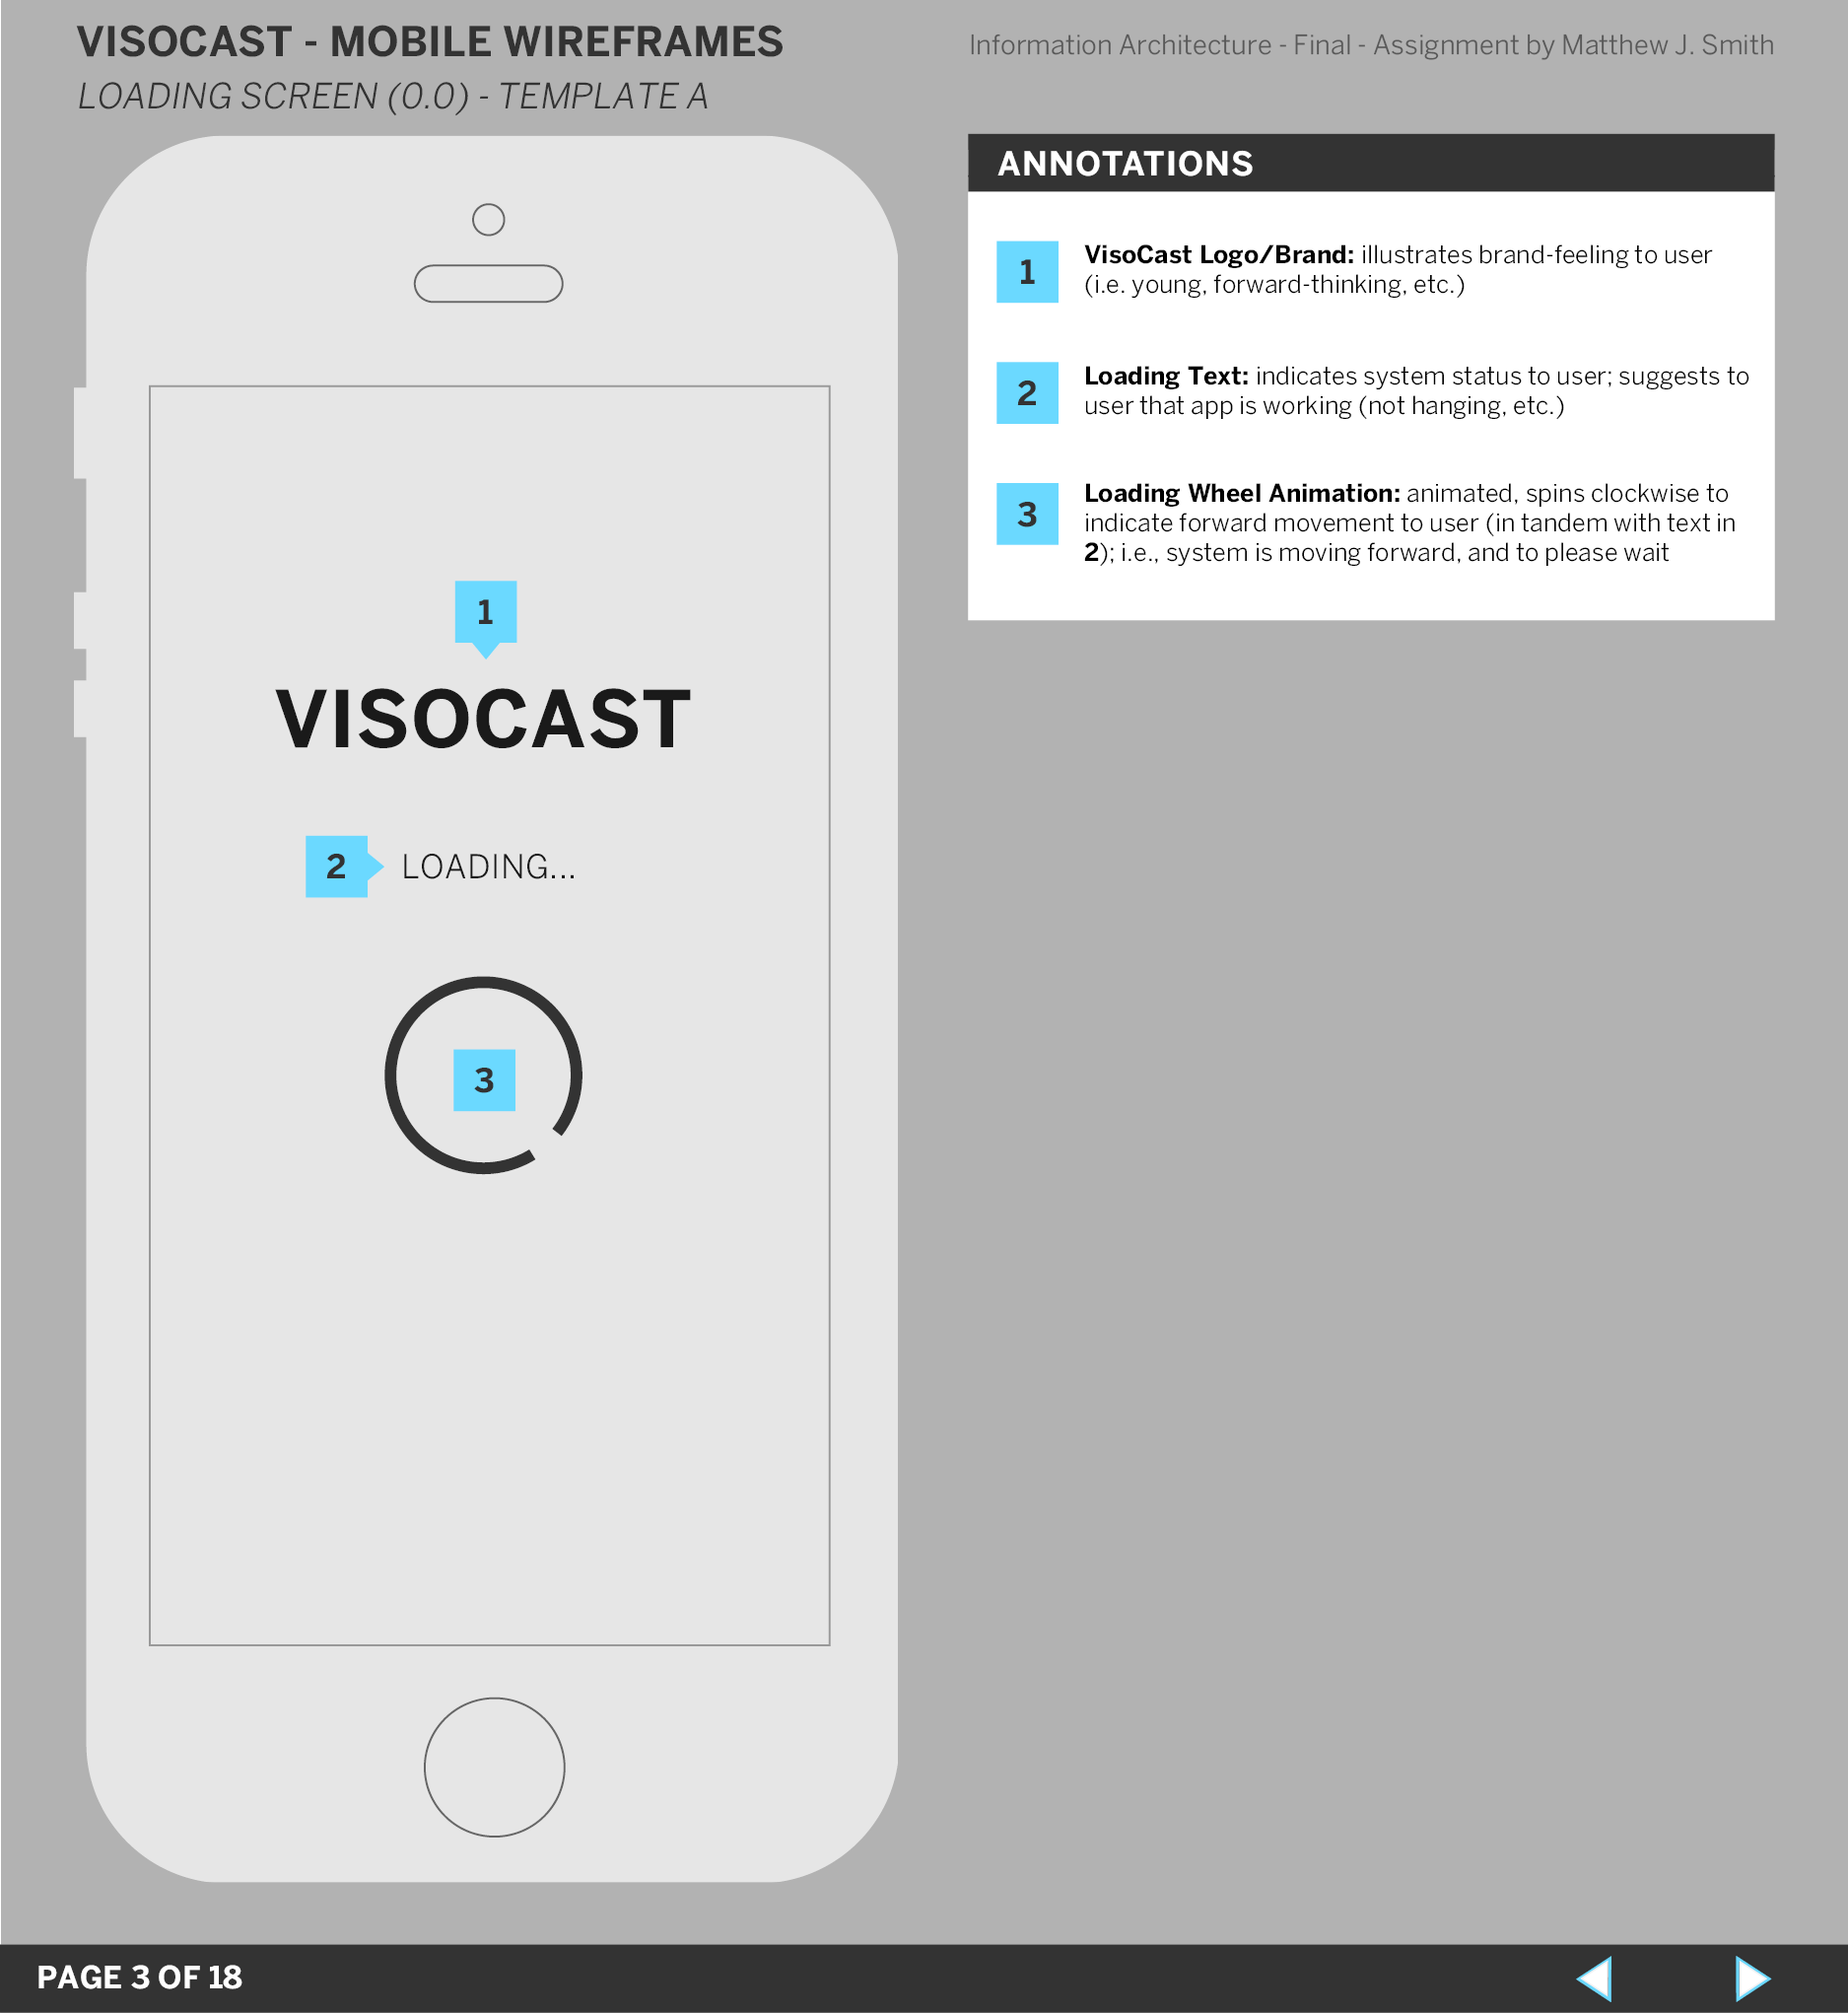 VISOCAST - MOBILE WIREFRAMES
Information Architecture - Final - Assignment by Matthew J. Smith
LOADING SCREEN (0.0) - TEMPLATE A
1
VISOCAST
2 LOADING...
3
ANNOTATIONS
1 VisoCast Logo/Brand: illustrates brand-feeling to user
(i.e. young, forward-thinking, etc.)
2 Loading Text: indicates system status to user; suggests to
user that app is working (not hanging, etc.)
3 Loading Wheel Animation: animated, spins clockwise to
indicate forward movement to user (in tandem with text in
2); i.e., system is moving forward, and to please wait
PAGE 3 OF 18